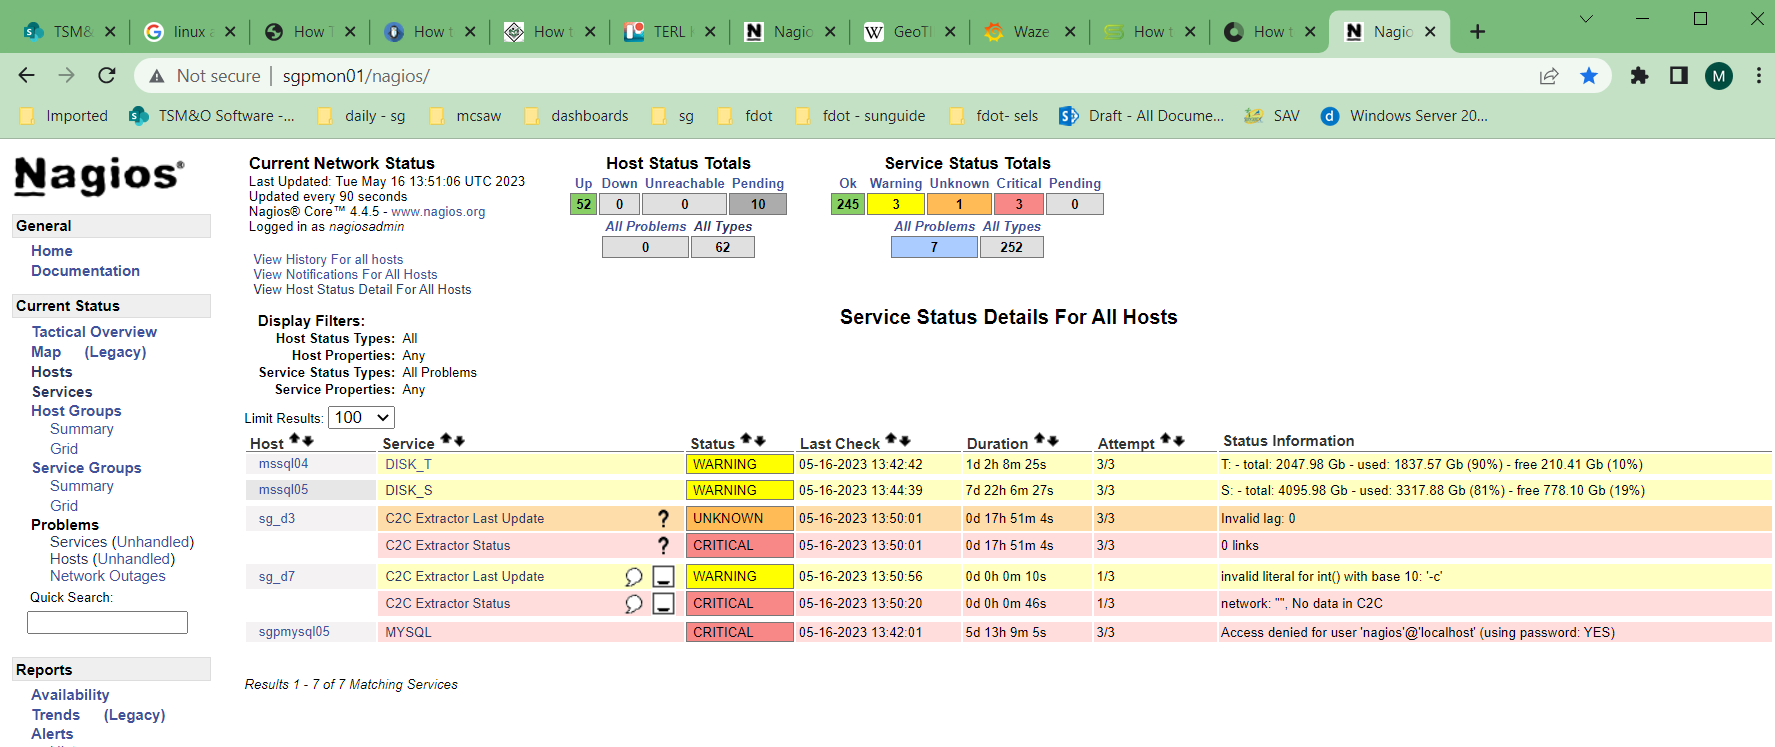 TSM&
linux a
How T
How t
How t
TERL H
Nagio
GeoTI
Waze
How t
How t
Nagio
Not secure | sgpmon01/nagios/
M
Imported
TSM&O Software -...
daily - sg
mcsaw
dashboards
sg
fdot
fdot - sunguide
fdot- sels
Draft - All Docume...
SAV
Windows Server 20...
Nagios®
General
Home
Documentation
Current Status
Tactical Overview
Map (Legacy)
Hosts
Services
Host Groups
Summary
Grid
Service Groups
Summary
Grid
Problems
Services (Unhandled)
Hosts (Unhandled)
Network Outages
Quick Search:
Reports
Availability
Trends (Legacy)
Alerts
Current Network Status
Last Updated: Tue May 16 13:51:06 UTC 2023
Updated every 90 seconds
Nagios® Core™ 4.4.5 - www.nagios.org
Logged in as nagiosadmin
View History For all hosts
View Notifications For All Hosts
View Host Status Detail For All Hosts
Host Status Totals
Up Down Unreachable Pending
52 0 0 10
All Problems All Types
0 62
Service Status Totals
Ok Warning Unknown Critical Pending
245 3 1 3 0
All Problems All Types
7 252
Display Filters:
Host Status Types: All
Host Properties: Any
Service Status Types: All Problems
Service Properties: Any
Service Status Details For All Hosts
Limit Results: 100
Host Service Status Last Check Duration Attempt Status Information
mssql04 DISK_T WARNING 05-16-2023 13:42:42 1d 2h 8m 25s 3/3 T: - total: 2047.98 Gb - used: 1837.57 Gb (90%) - free 210.41 Gb (10%)
mssql05 DISK_S WARNING 05-16-2023 13:44:39 7d 22h 6m 27s 3/3 S: - total: 4095.98 Gb - used: 3317.88 Gb (81%) - free 778.10 Gb (19%)
sg_d3 C2C Extractor Last Update ? UNKNOWN 05-16-2023 13:50:01 0d 17h 51m 4s 3/3 Invalid lag: 0
C2C Extractor Status ? CRITICAL 05-16-2023 13:50:01 0d 17h 51m 4s 3/3 0 links
sg_d7 C2C Extractor Last Update WARNING 05-16-2023 13:50:56 0d 0h 0m 10s 1/3 invalid literal for int() with base 10: '-c'
C2C Extractor Status CRITICAL 05-16-2023 13:50:20 0d 0h 0m 46s 1/3 network: "", No data in C2C
sgpmysql05 MYSQL CRITICAL 05-16-2023 13:42:01 5d 13h 9m 5s 3/3 Access denied for user 'nagios'@'localhost' (using password: YES)
Results 1 - 7 of 7 Matching Services